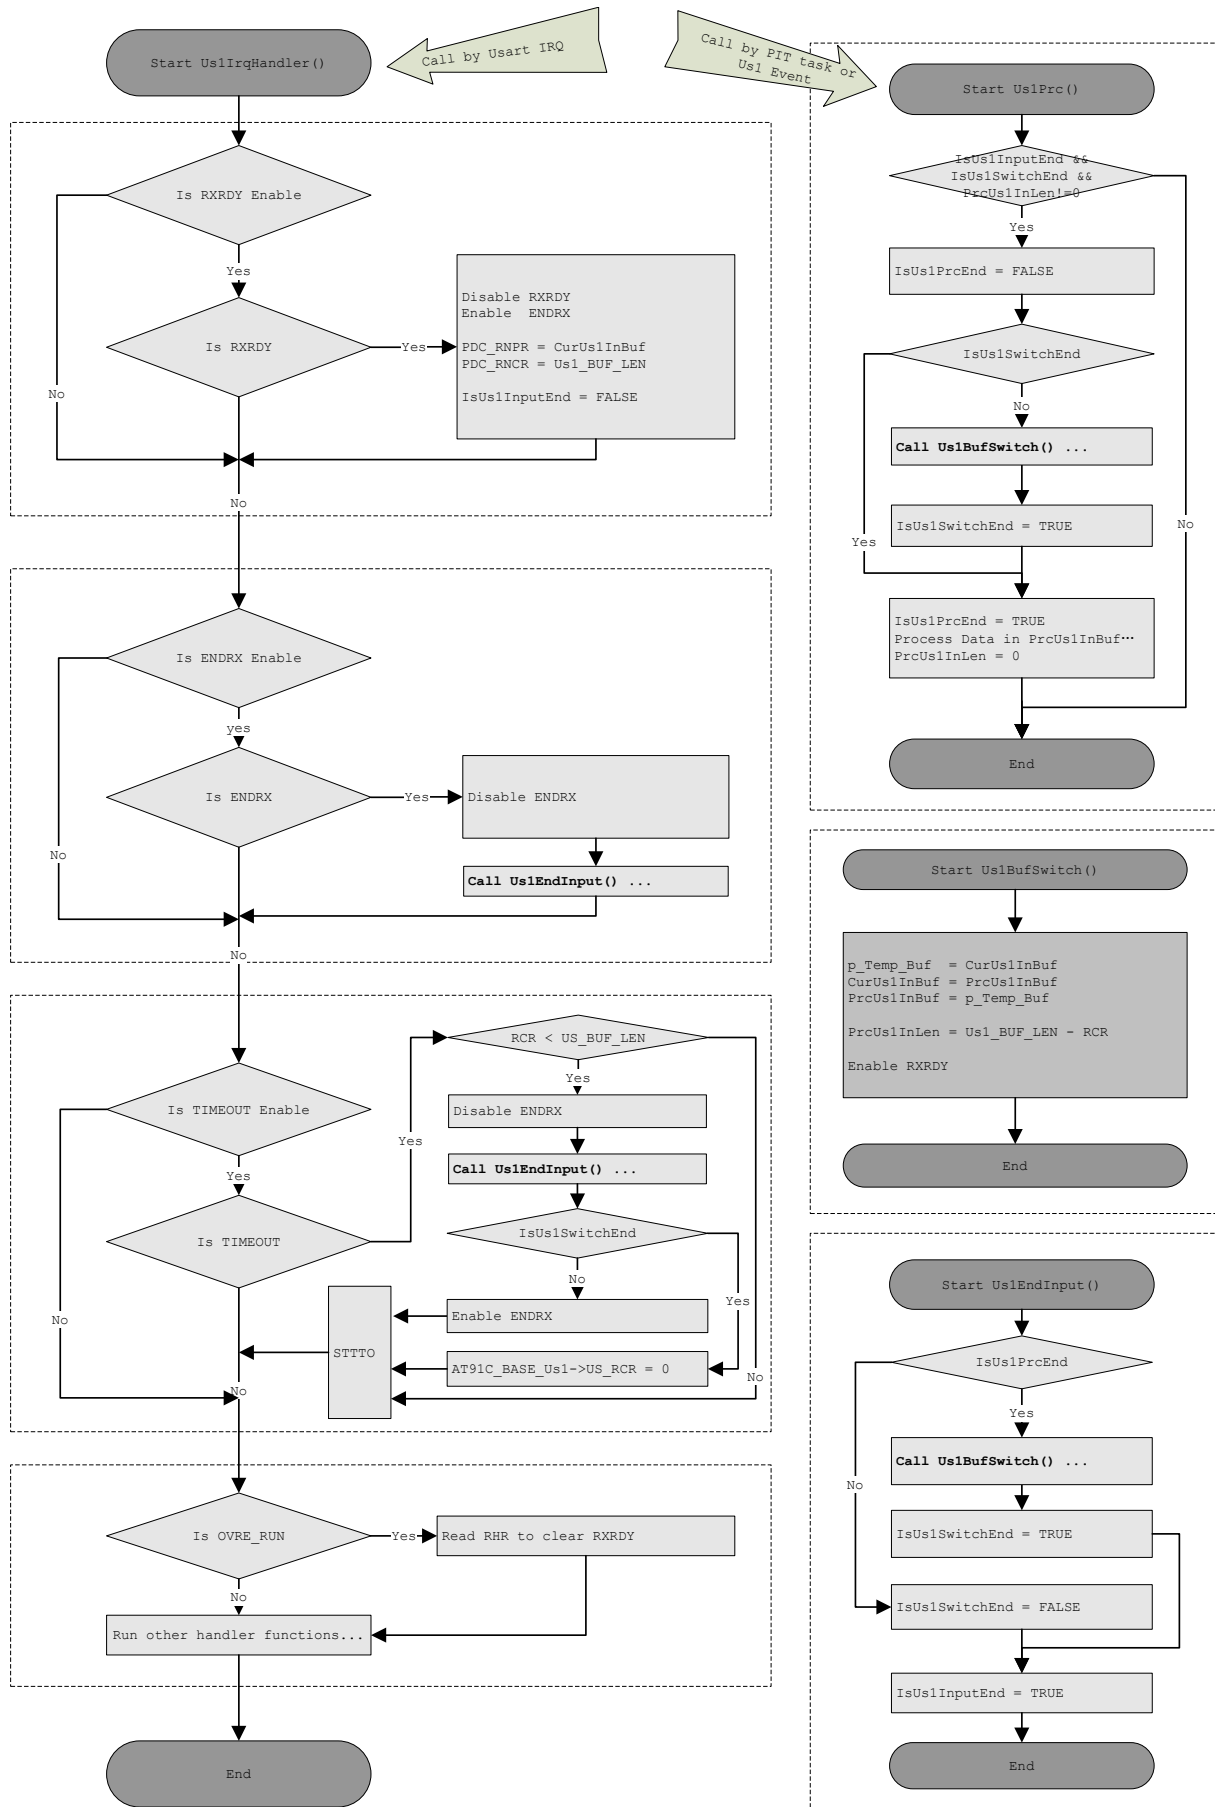 Start Us1IrqHandler()
Call by Usart IRQ
Is RXRDY Enable
Yes
No
Is RXRDY
Yes
Disable RXRDY
Enable  ENDRX
PDC_RNPR = CurUs1InBuf
PDC_RNCR = Us1_BUF_LEN
IsUs1InputEnd = FALSE
No
Is ENDRX Enable
yes
No
Is ENDRX
Yes
Disable ENDRX
Call Us1EndInput() ...
No
Is TIMEOUT Enable
Yes
No
Is TIMEOUT
Yes
RCR < US_BUF_LEN
Yes
Disable ENDRX
Call Us1EndInput() ...
IsUs1SwitchEnd
No
Yes
Enable ENDRX
AT91C_BASE_Us1->US_RCR = 0
No
STTTO
No
Is OVRE_RUN
Yes
Read RHR to clear RXRDY
No
Run other handler functions...
End
Call by PIT task or
Us1 Event
Start Us1Prc()
IsUs1InputEnd &&
IsUs1SwitchEnd &&
PrcUs1InLen!=0
Yes
No
IsUs1PrcEnd = FALSE
IsUs1SwitchEnd
No
Yes
Call Us1BufSwitch() ...
IsUs1SwitchEnd = TRUE
IsUs1PrcEnd = TRUE
Process Data in PrcUs1InBuf…
PrcUs1InLen = 0
End
Start Us1BufSwitch()
p_Temp_Buf  = CurUs1InBuf
CurUs1InBuf = PrcUs1InBuf
PrcUs1InBuf = p_Temp_Buf
PrcUs1InLen = Us1_BUF_LEN - RCR
Enable RXRDY
End
Start Us1EndInput()
IsUs1PrcEnd
Yes
No
Call Us1BufSwitch() ...
IsUs1SwitchEnd = TRUE
IsUs1SwitchEnd = FALSE
IsUs1InputEnd = TRUE
End